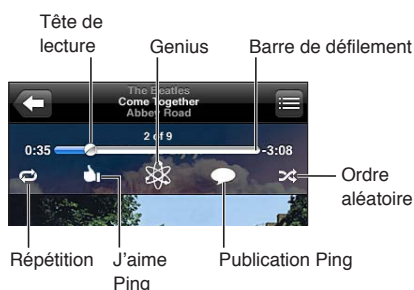 Tête de
lecture
Genius
Barre de défilement
The Beatles
Come Together
Abbey Road
2 of 9
0:35
-3:08
Ordre
aléatoire
Répétition
J'aime
Ping
Publication Ping